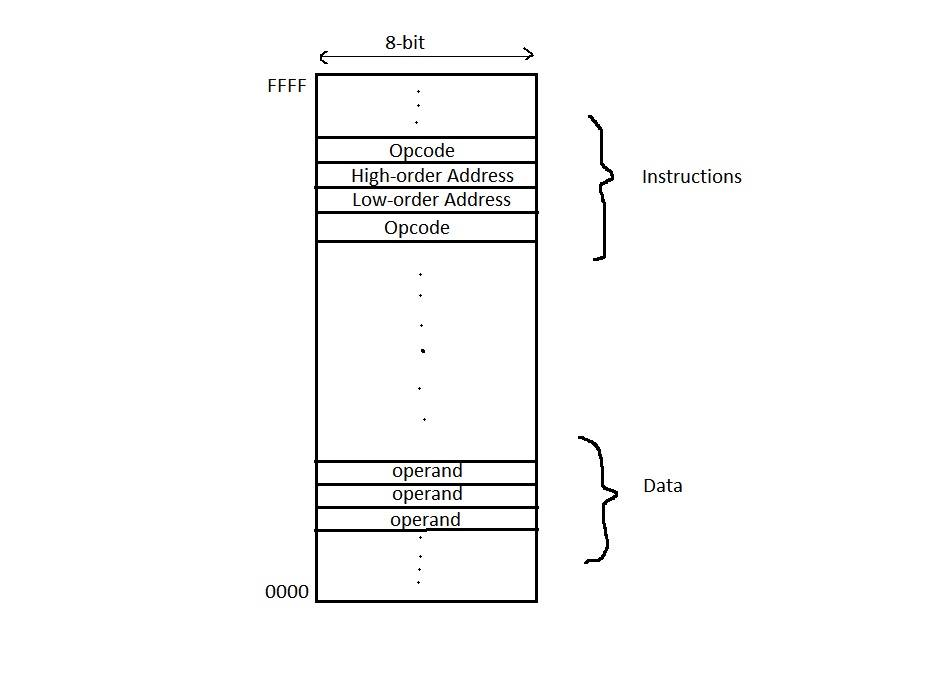 8-bit
FFFF
Opcode
High-order Address
Instructions
Low-order Address
Opcode
operand
Data
operand
operand
0000